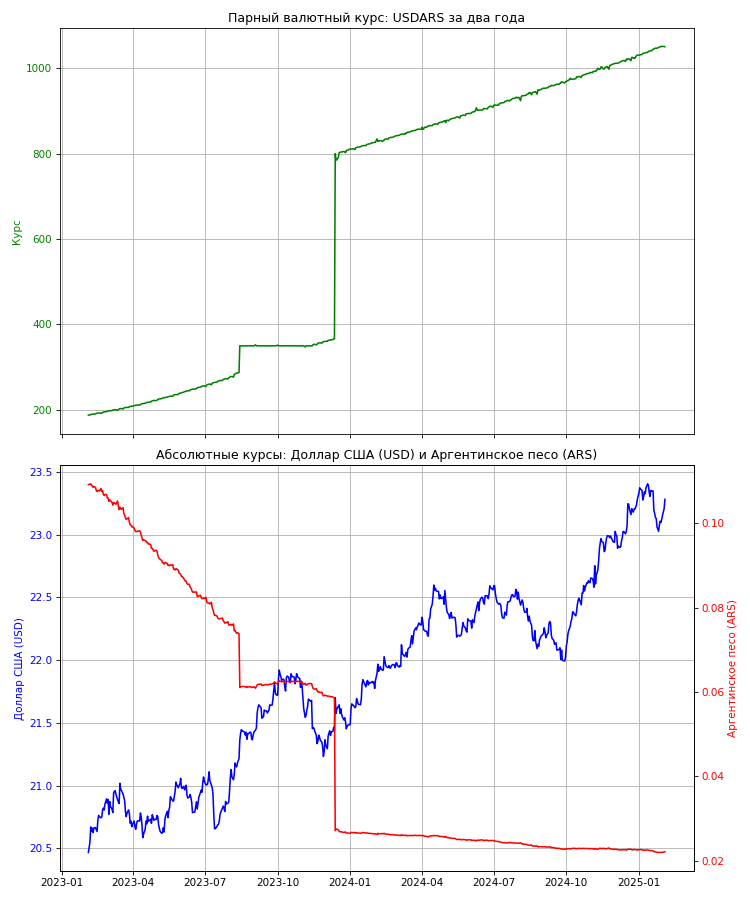 Парный валютный курс: USDARS за два года
1000
800
600
400
200
Курс
Абсолютные курсы: Доллар США (USD) и Аргентинское песо (ARS)
23.5
23.0
22.5
22.0
21.5
21.0
20.5
Доллар США (USD)
0.10
0.08
0.06
0.04
0.02
Аргентинское песо (ARS)
2023-01 2023-04 2023-07 2023-10 2024-01 2024-04 2024-07 2024-10 2025-01